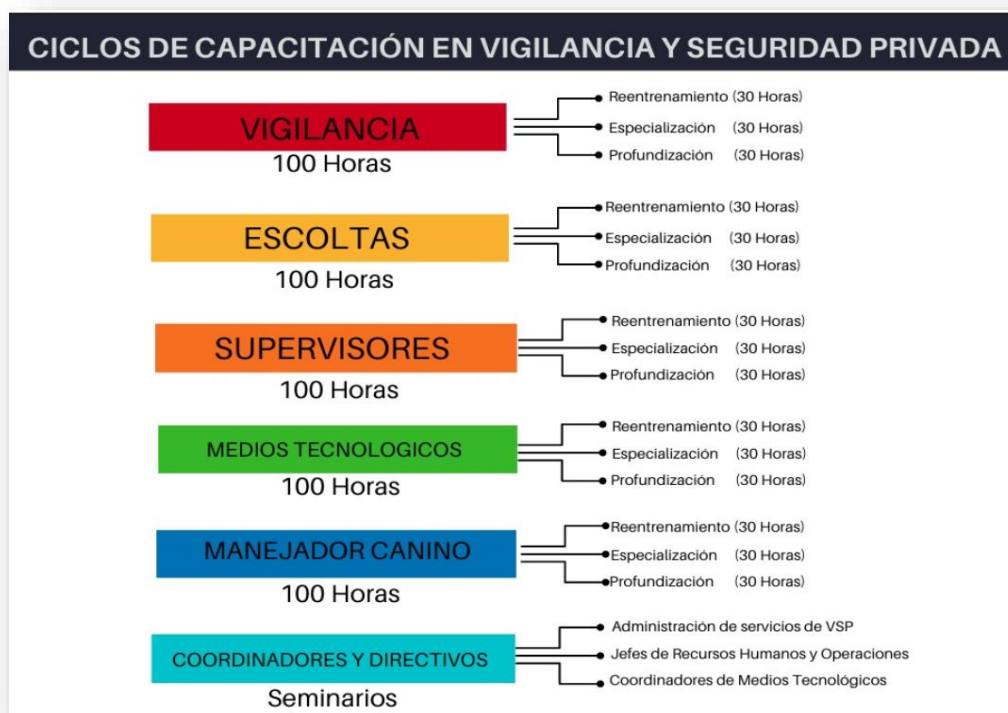 CICLOS DE CAPACITACIÓN EN VIGILANCIA Y SEGURIDAD PRIVADA
VIGILANCIA
100 Horas
Reentrenamiento (30 Horas)
Especialización (30 Horas)
Profundización (30 Horas)
ESCOLTAS
100 Horas
Reentrenamiento (30 Horas)
Especialización (30 Horas)
Profundización (30 Horas)
SUPERVISORES
100 Horas
Reentrenamiento (30 Horas)
Especialización (30 Horas)
Profundización (30 Horas)
MEDIOS TECNOLOGICOS
100 Horas
Reentrenamiento (30 Horas)
Especialización (30 Horas)
Profundización (30 Horas)
MANEJADOR CANINO
100 Horas
Reentrenamiento (30 Horas)
Especialización (30 Horas)
Profundización (30 Horas)
COORDINADORES Y DIRECTIVOS
Seminarios
Administración de servicios de VSP
Jefes de Recursos Humanos y Operaciones
Coordinadores de Medios Tecnológicos